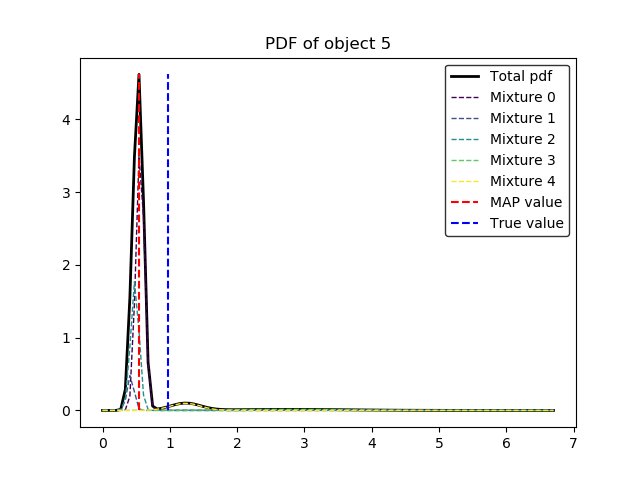 PDF of object 5
Total pdf
Mixture 0
Mixture 1
Mixture 2
Mixture 3
Mixture 4
MAP value
True value
4
3
2
1
0
0 1 2 3 4 5 6 7